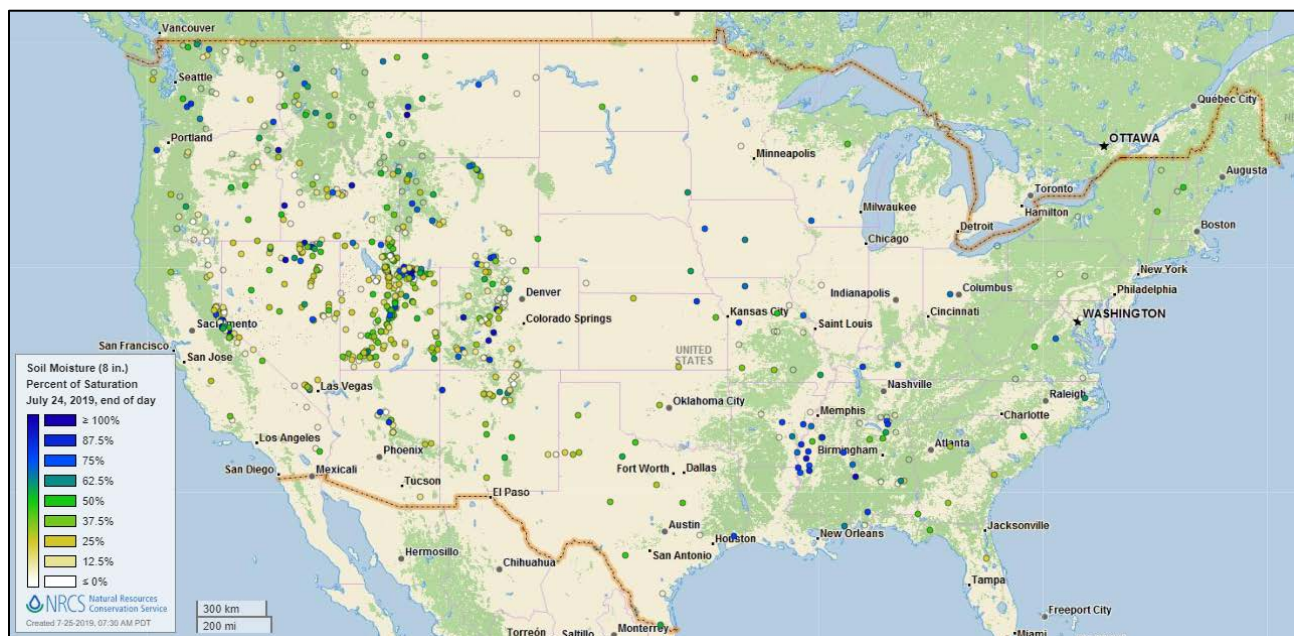 Vancouver
Seattle
Portland
Minneapolis
Milwaukee
Chicago
Detroit
Toronto
Hamilton
OTTAWA
Québec City
Augusta
Boston
New York
Philadelphia
WASHINGTON
Columbus
Indianapolis
Cincinnati
Saint Louis
Kansas City
UNITED
STATES
Denver
Colorado Springs
Sacramento
San Francisco
San Jose
Las Vegas
Los Angeles
San Diego
Mexicali
Phoenix
Tucson
El Paso
Oklahoma City
Fort Worth
Dallas
Austin
San Antonio
Houston
New Orleans
Memphis
Nashville
Birmingham
Atlanta
Charlotte
Raleigh
Jacksonville
Tampa
Miami
Freeport City
Hermosillo
Chihuahua
Torreón
Saltillo
Monterrey
Soil Moisture (8 in.)
Percent of Saturation
July 24, 2019, end of day
≥ 100%
87.5%
75%
62.5%
50%
37.5%
25%
12.5%
≤ 0%
NRCS Natural Resources
Conservation Service
Created 7-25-2019, 07:30 AM PDT
300 km
200 mi